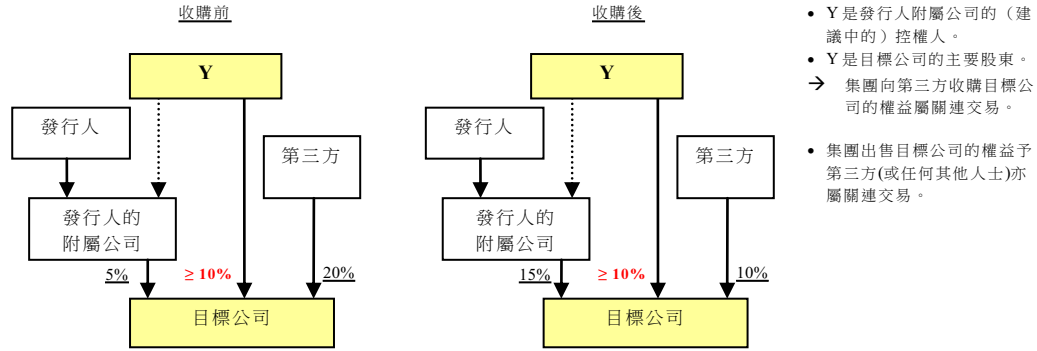 收購前
Y
發行人
第三方
發行人的
附屬公司
5%
≥ 10%
20%
目標公司
收購後
Y
發行人
第三方
發行人的
附屬公司
15%
≥ 10%
10%
目標公司
• Y 是發行人附屬公司的（建
議中的）控權人。
• Y 是目標公司的主要股東。
→ 集團向第三方收購目標公
司的權益屬關連交易。
• 集團出售目標公司的權益予
第三方(或任何其他人士)亦
屬關連交易。